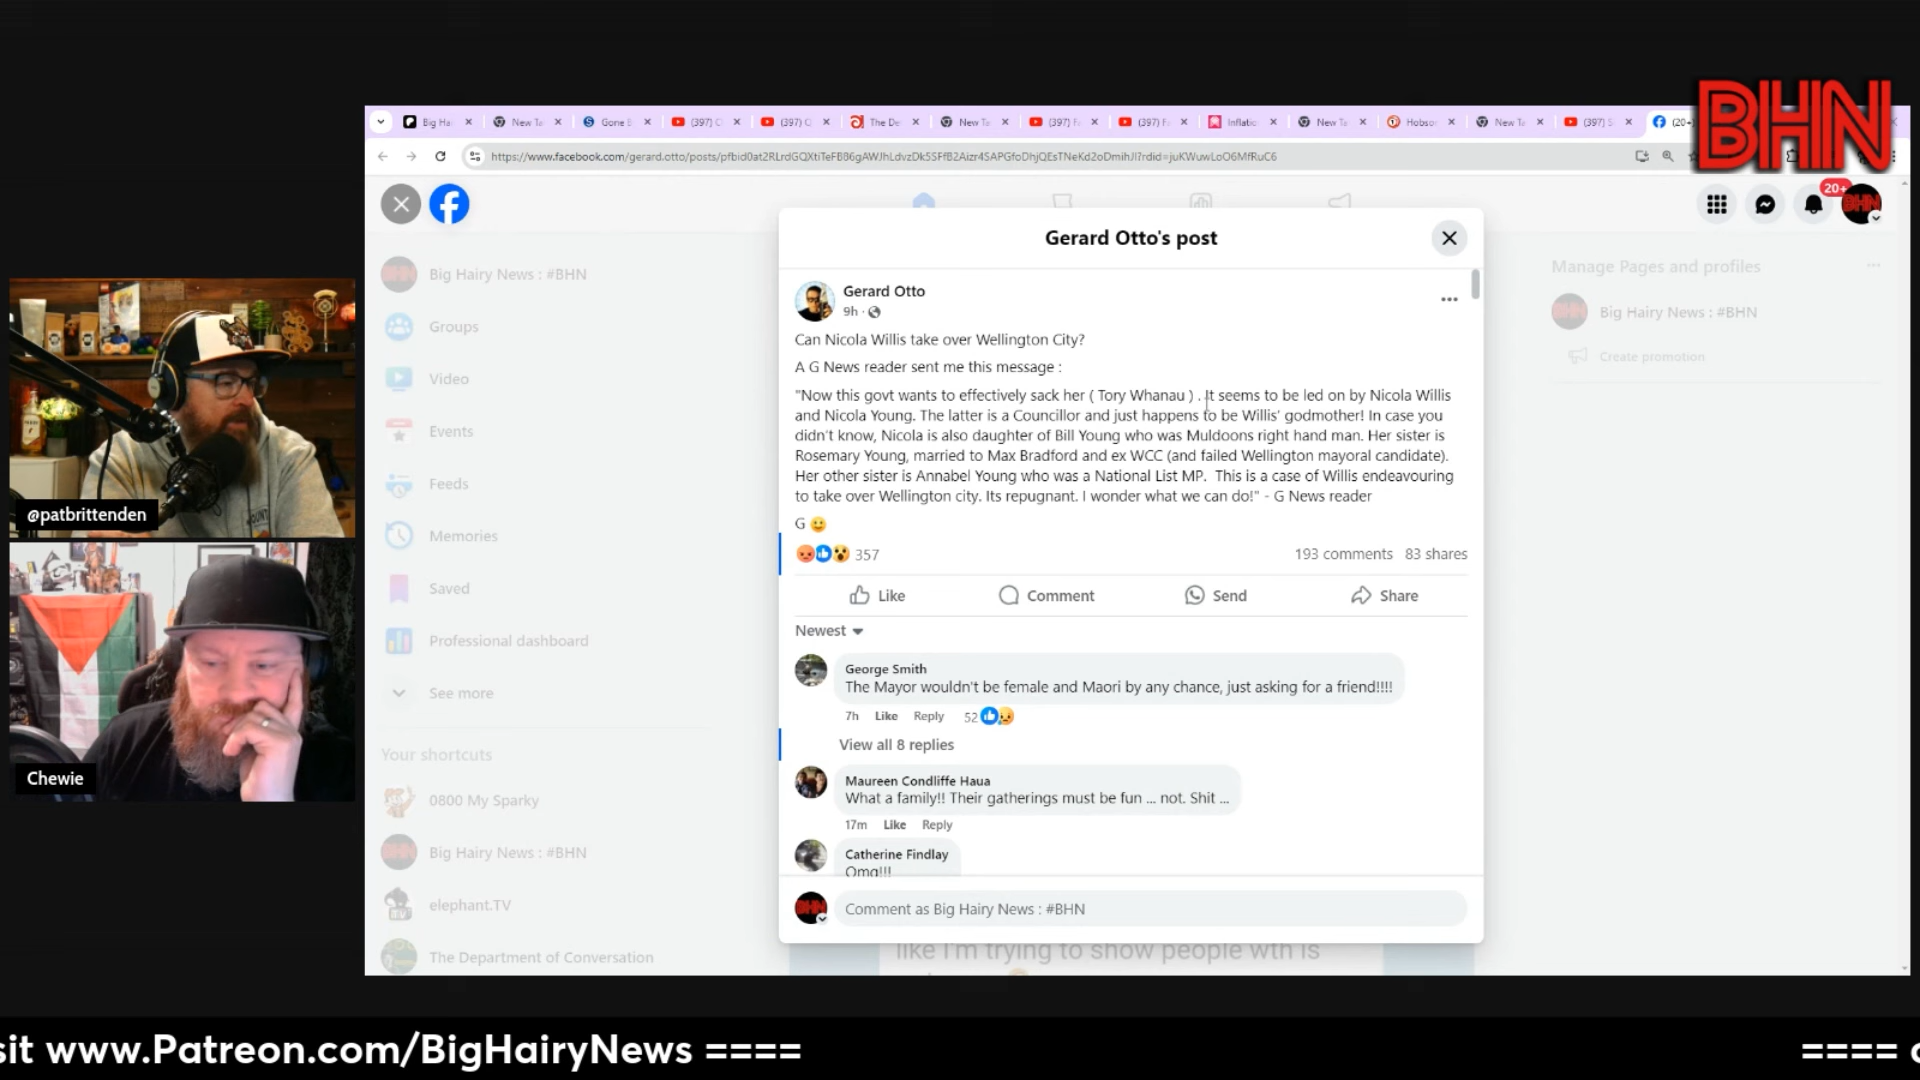 BHN
Big Ha
New Ta
Gone B
(397) C
(397) Q
The De
New Ta
(397) F
(397) F
Inflatio
New Ta
Hobson
New Ta
(397) S
(20+
https://www.facebook.com/gerard.otto/posts/
20+
Gerard Otto's post
Big Hairy News : #BHN
Groups
Video
Events
Feeds
Memories
Saved
Professional dashboard
See more
Your shortcuts
0800 My Sparky
Big Hairy News : #BHN
elephant.TV
The Department of Conversation
Manage Pages and profiles
Big Hairy News : #BHN
Create promotion
Gerard Otto
9h ·
Can Nicola Willis take over Wellington City?
A G News reader sent me this message :
"Now this govt wants to effectively sack her ( Tory Whanau ) . It seems to be led on by Nicola Willis
and Nicola Young. The latter is a Councillor and just happens to be Willis' godmother! In case you
didn't know, Nicola is also daughter of Bill Young who was Muldoons right hand man. Her sister is
Rosemary Young, married to Max Bradford and ex WCC (and failed Wellington mayoral candidate).
Her other sister is Annabel Young who was a National List MP. This is a case of Willis endeavouring
to take over Wellington city. Its repugnant. I wonder what we can do!" - G News reader
G 🙂
357
193 comments 83 shares
Like
Comment
Send
Share
Newest
George Smith
The Mayor wouldn't be female and Maori by any chance, just asking for a friend!!!!
7h Like Reply 52
View all 8 replies
Maureen Condliffe Haua
What a family!! Their gatherings must be fun ... not. Shit ...
17m Like Reply
Catherine Findlay
Omg!!!
Comment as Big Hairy News : #BHN
like I'm trying to show people wth is
@patbrittenden
Chewie
sit www.Patreon.com/BigHairyNews ====
====